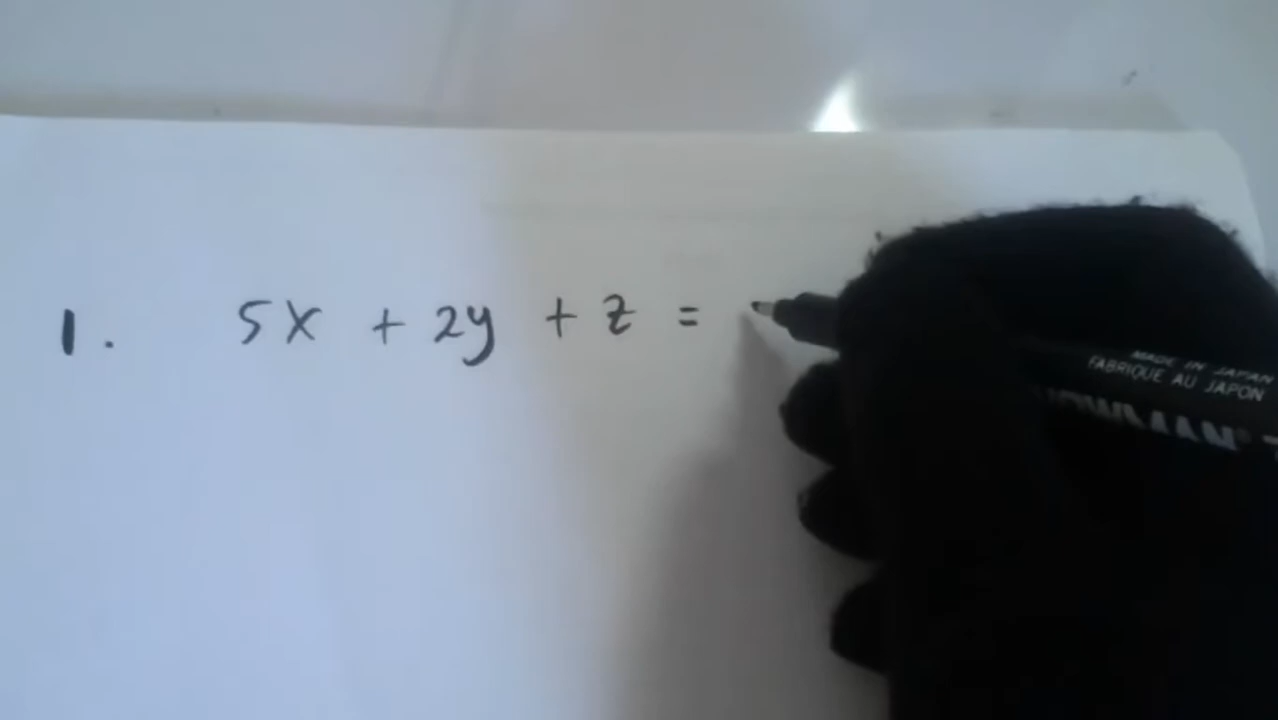 1. 5x + 2y + z =
MADE IN JAPAN
FABRIQUE AU JAPON